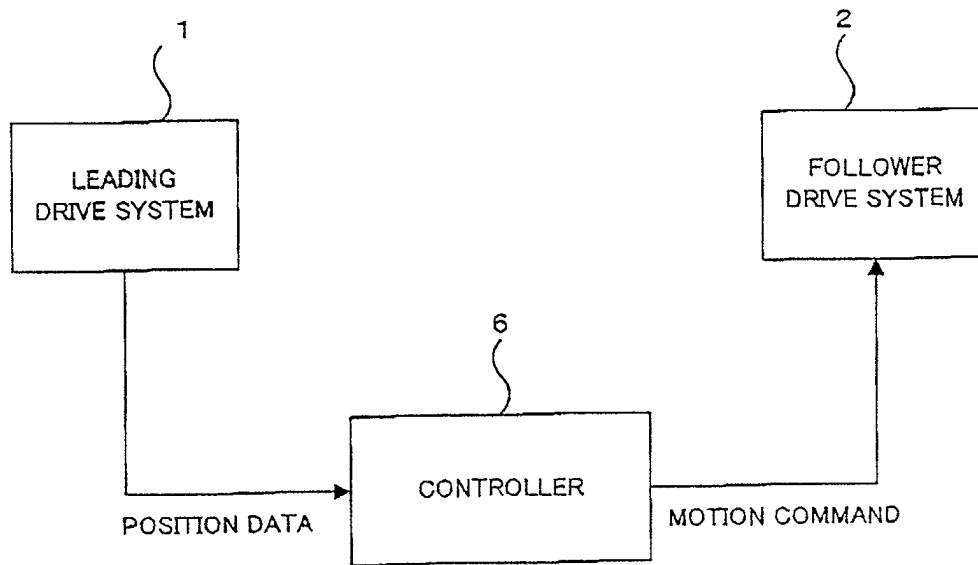 1
2
LEADING
DRIVE SYSTEM
FOLLOWER
DRIVE SYSTEM
6
CONTROLLER
POSITION DATA
MOTION COMMAND